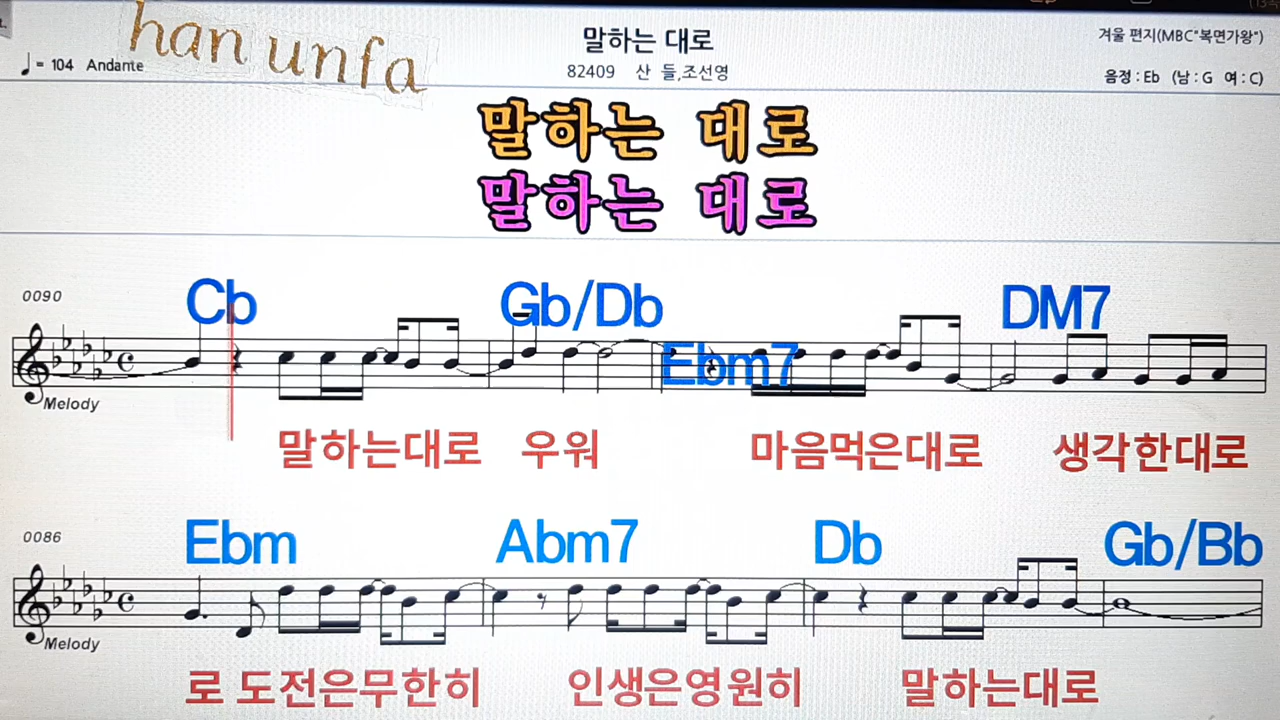 han unfa
말하는 대로
겨울 편지(MBC"복면가왕")
♩= 104 Andante
82409 산 들,조선영
음정 : Eb (남 : G 여 : C)
말하는 대로
말하는 대로
0090
Cb Gb/Db Ebm7 DM7
Melody
말하는대로 우워 마음먹은대로 생각한대로
0086
Ebm Abm7 Db Gb/Bb
Melody
로 도전은무한히 인생은영원히 말하는대로